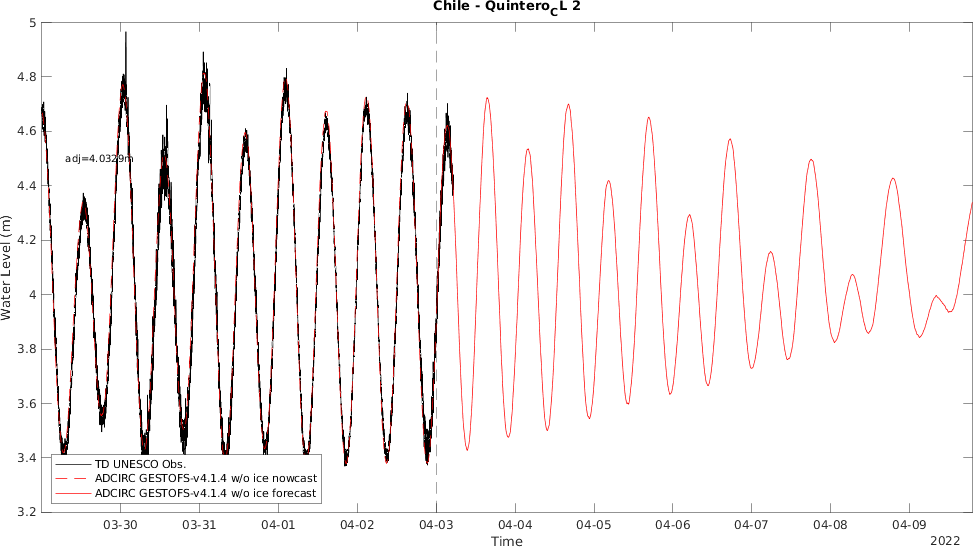 Chile - Quintero_CL 2
5
4.8
4.6
4.4
4.2
4
3.8
3.6
3.4
3.2
Water Level (m)
adj=4.0329m
TD UNESCO Obs.
ADCIRC GESTOFS-v4.1.4 w/o ice nowcast
ADCIRC GESTOFS-v4.1.4 w/o ice forecast
03-30 03-31 04-01 04-02 04-03 04-04 04-05 04-06 04-07 04-08 04-09
Time
2022